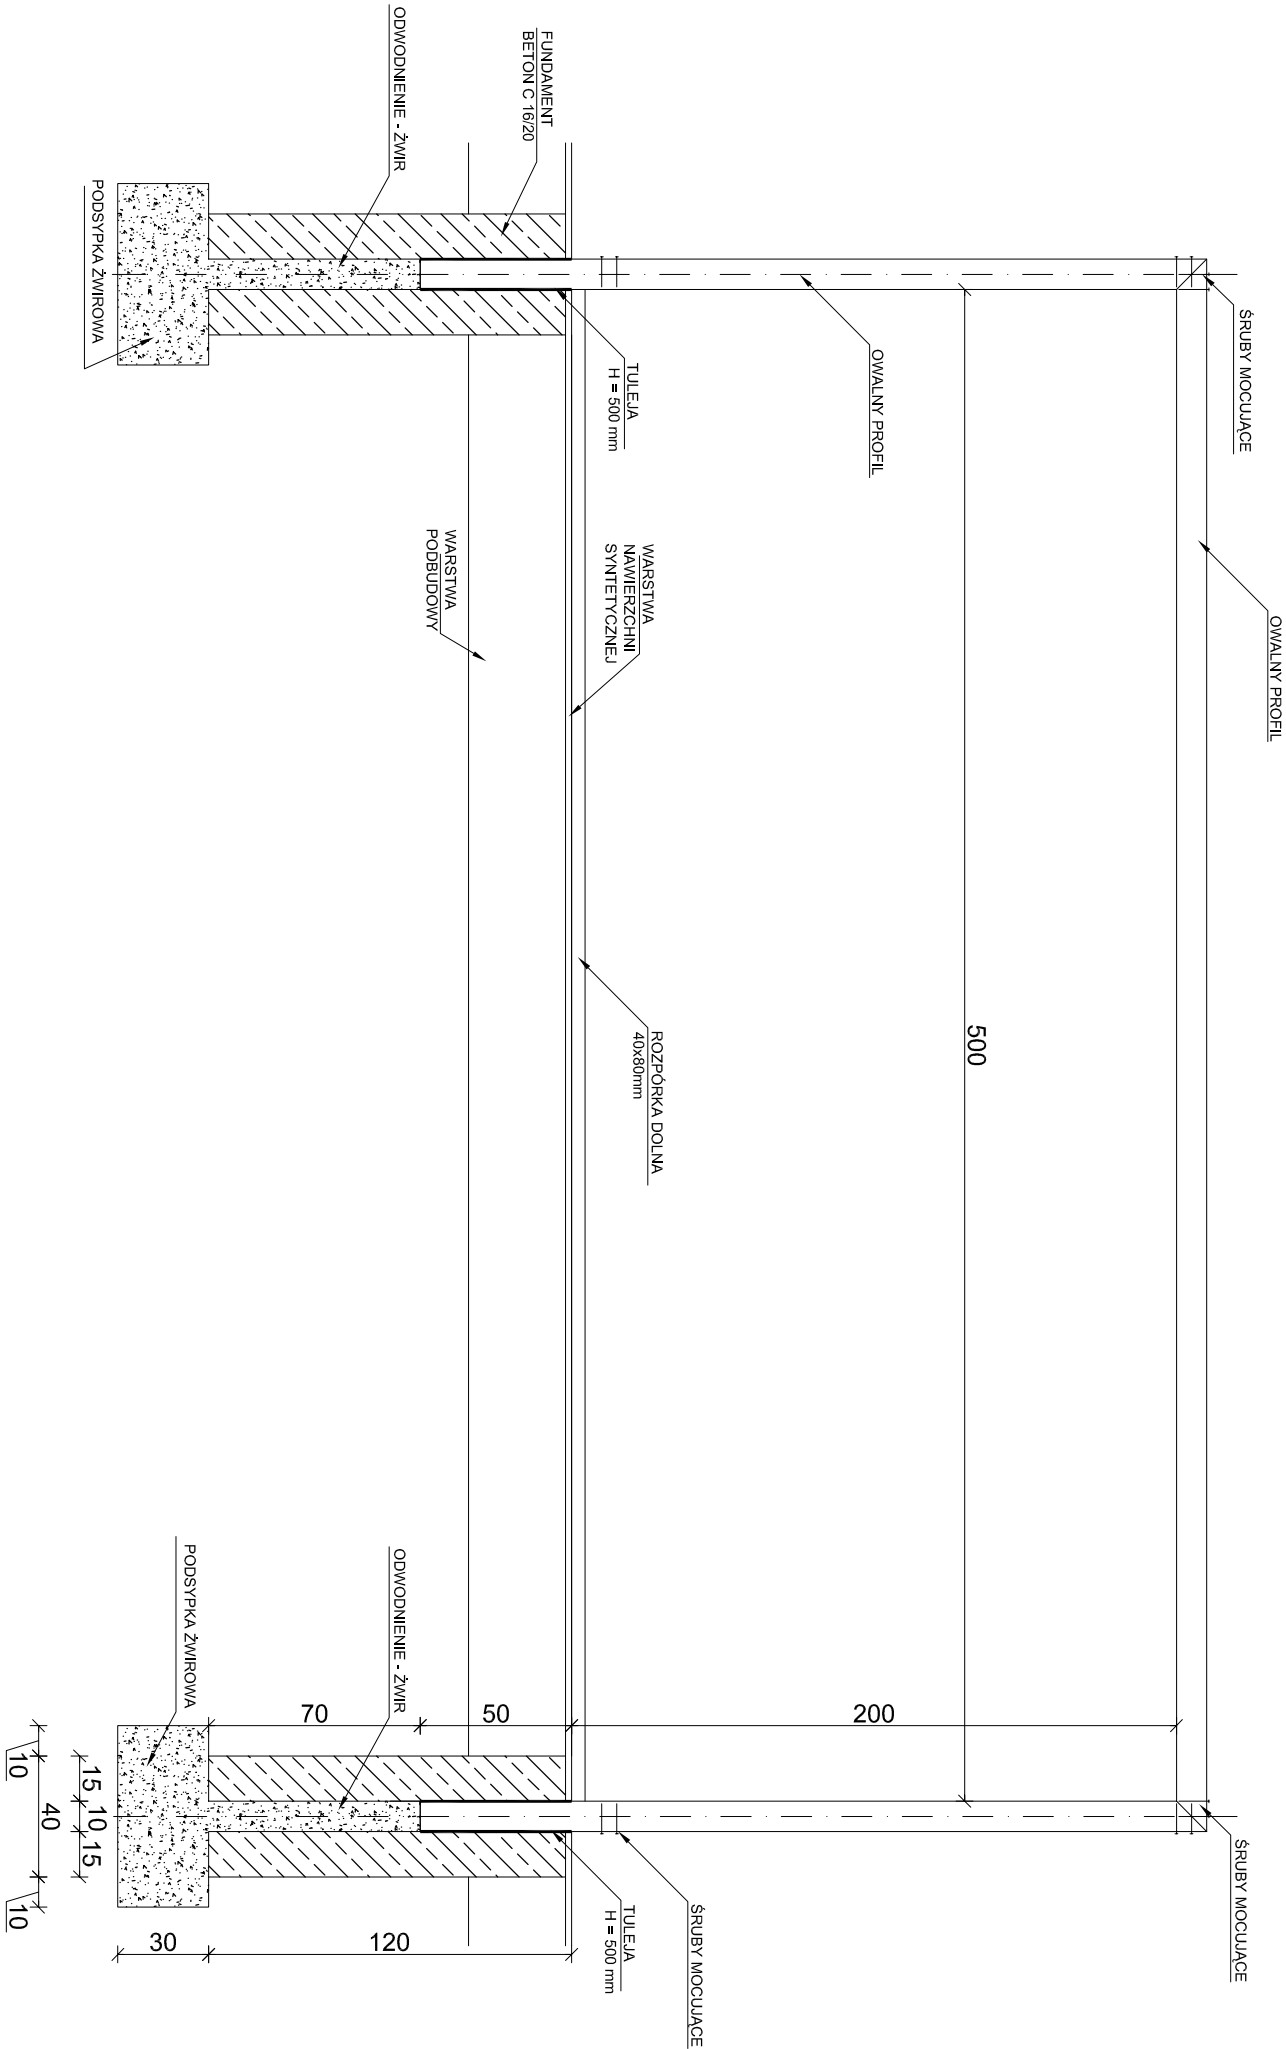 ŚRUBY MOCUJĄCE
OWALNY PROFIL
ŚRUBY MOCUJĄCE
OWALNY PROFIL
500
200
TULEJA
H = 500 mm
WARSTWA
NAWIERZCHNI
SYNTETYCZNEJ
ROZPÓRKA DOLNA
40x80mm
ŚRUBY MOCUJĄCE
TULEJA
H = 500 mm
FUNDAMENT
BETON C 16/20
WARSTWA
PODBUDOWY
50
120
ODWODNIENIE - ŻWIR
ODWODNIENIE - ŻWIR
70
PODSYPKA ŻWIROWA
PODSYPKA ŻWIROWA
30
15
10
15
40
10
10